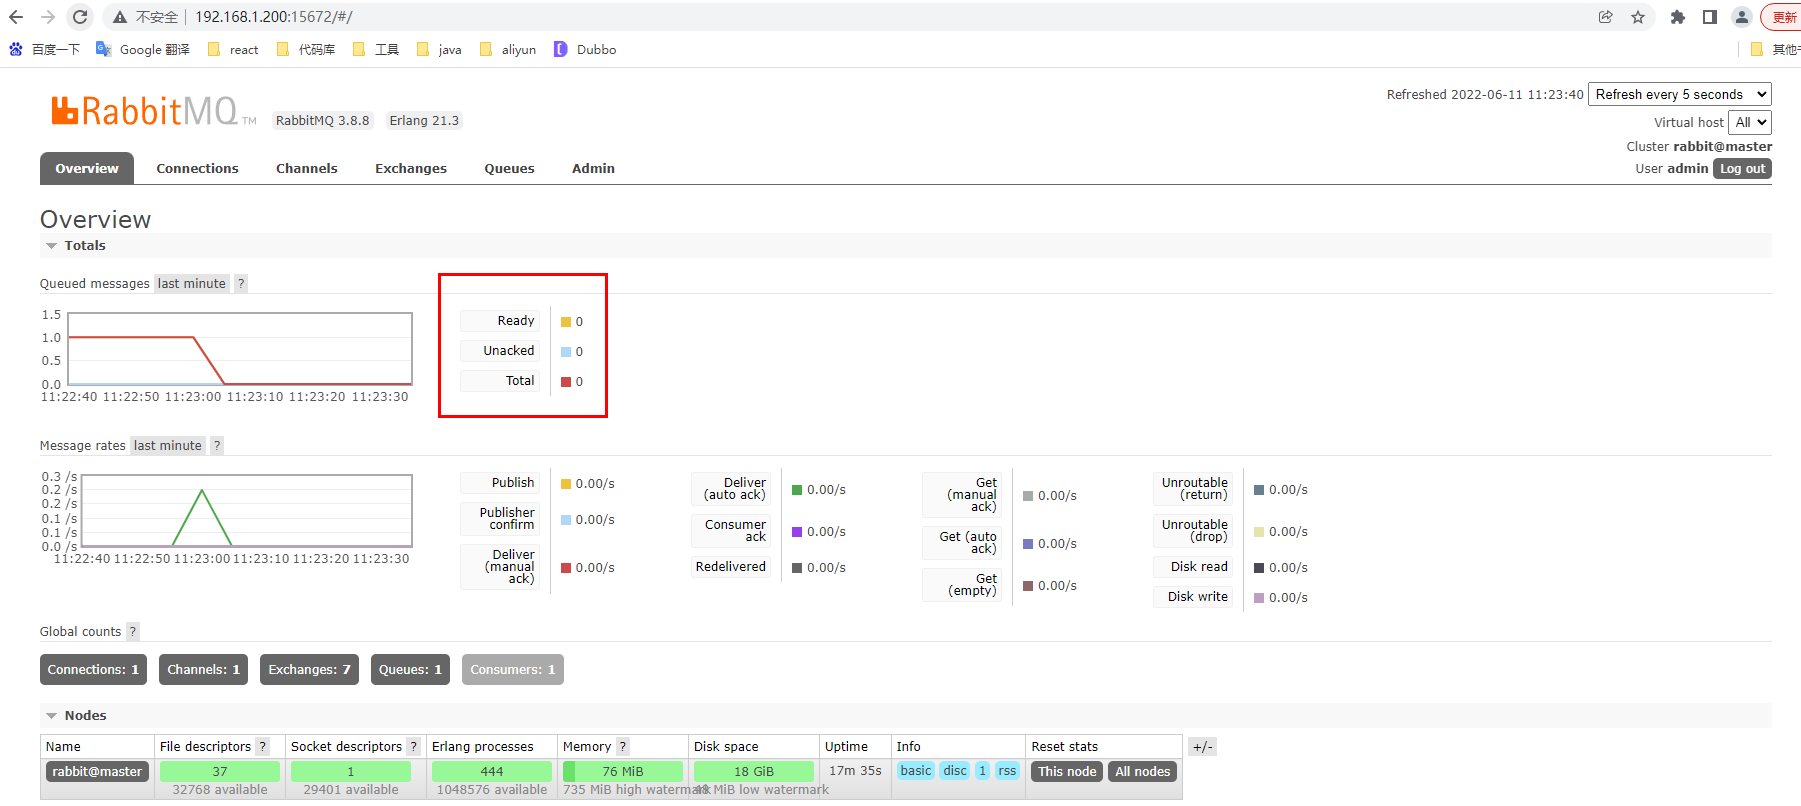 不安全 192.168.1.200:15672/#/ 更新
百度一下 Google 翻译 react 代码库 工具 java aliyun Dubbo
RabbitMQ TM RabbitMQ 3.8.8 Erlang 21.3
Refreshed 2022-06-11 11:23:40 Refresh every 5 seconds
Virtual host All
Cluster rabbit@master
User admin Log out
Overview Connections Channels Exchanges Queues Admin
Overview
Totals
Queued messages last minute ?
1.5
1.0
0.5
0.0
11:22:40 11:22:50 11:23:00 11:23:10 11:23:20 11:23:30
Ready 0
Unacked 0
Total 0
Message rates last minute ?
0.3 /s
0.2 /s
0.2 /s
0.1 /s
0.1 /s
0.0 /s
11:22:40 11:22:50 11:23:00 11:23:10 11:23:20 11:23:30
Publish 0.00/s
Publisher
confirm 0.00/s
Deliver
(manual
ack) 0.00/s
Deliver
(auto ack) 0.00/s
Consumer
ack 0.00/s
Redelivered 0.00/s
Get
(manual
ack) 0.00/s
Get (auto
ack) 0.00/s
Get
(empty) 0.00/s
Unroutable
(return) 0.00/s
Unroutable
(drop) 0.00/s
Disk read 0.00/s
Disk write 0.00/s
Global counts ?
Connections: 1 Channels: 1 Exchanges: 7 Queues: 1 Consumers: 1
Nodes
Name File descriptors ? Socket descriptors ? Erlang processes Memory ? Disk space Uptime Info Reset stats +/-
rabbit@master 37 1 444 76 MiB 18 GiB 17m 35s basic disc 1 rss This node All nodes
32768 available 29401 available 1048576 available 735 MiB high watermark 48 MiB low watermark